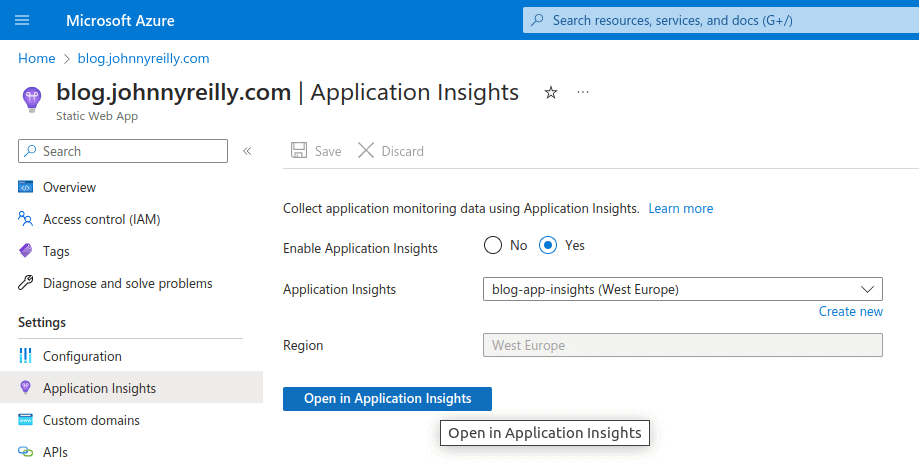 Microsoft Azure
Search resources, services, and docs (G+/)
Home > blog.johnnyreilly.com
blog.johnnyreilly.com | Application Insights
Static Web App
Search
Save
Discard
Overview
Access control (IAM)
Tags
Diagnose and solve problems
Settings
Configuration
Application Insights
Custom domains
APIs
Collect application monitoring data using Application Insights. Learn more
Enable Application Insights
No
Yes
Application Insights
blog-app-insights (West Europe)
Create new
Region
West Europe
Open in Application Insights
Open in Application Insights